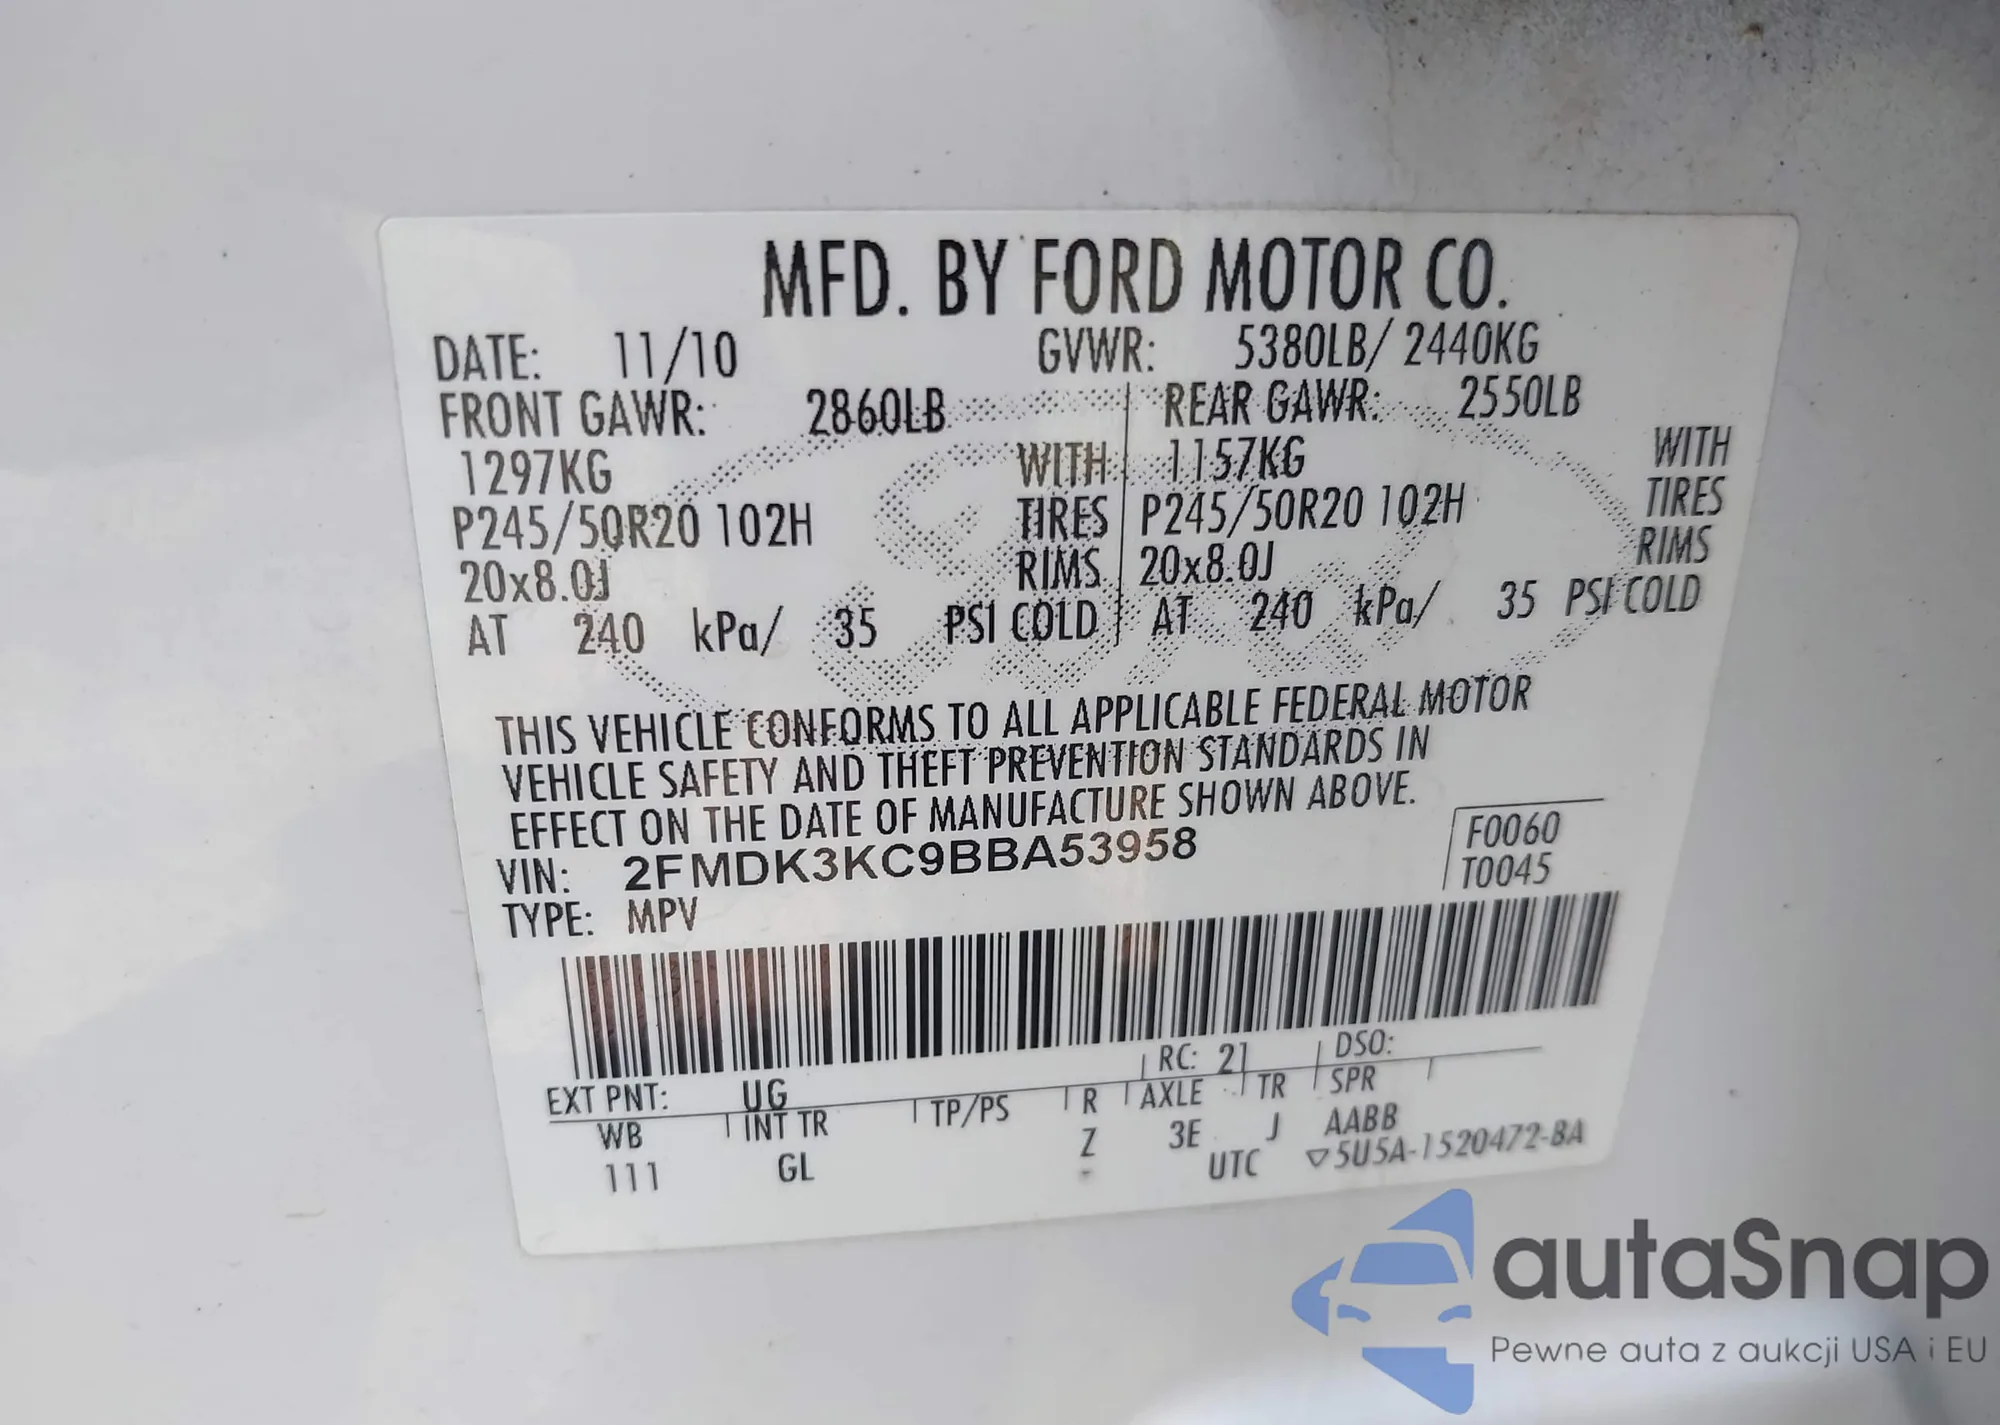 MFD. BY FORD MOTOR CO.
DATE: 11/10 GVWR: 5380LB/ 2440KG
FRONT GAWR: 2860LB REAR GAWR: 2550LB
1297KG WITH 1157KG WITH
P245/50R20 102H TIRES P245/50R20 102H TIRES
20x8.0J RIMS 20x8.0J RIMS
AT 240 kPa/ 35 PSI COLD AT 240 kPa/ 35 PSI COLD
THIS VEHICLE CONFORMS TO ALL APPLICABLE FEDERAL MOTOR
VEHICLE SAFETY AND THEFT PREVENTION STANDARDS IN
EFFECT ON THE DATE OF MANUFACTURE SHOWN ABOVE.
VIN: 2FMDK3KC9BBA53958 F0060
TYPE: MPV T0045
EXT PNT: UG RC: 21 DSO:
WB INT TR TP/PS R AXLE TR SPR
111 GL Z 3E J AABB
UTC ▽5U5A-1520472-BA
autaSnap
Pewne auta z aukcji USA i EU